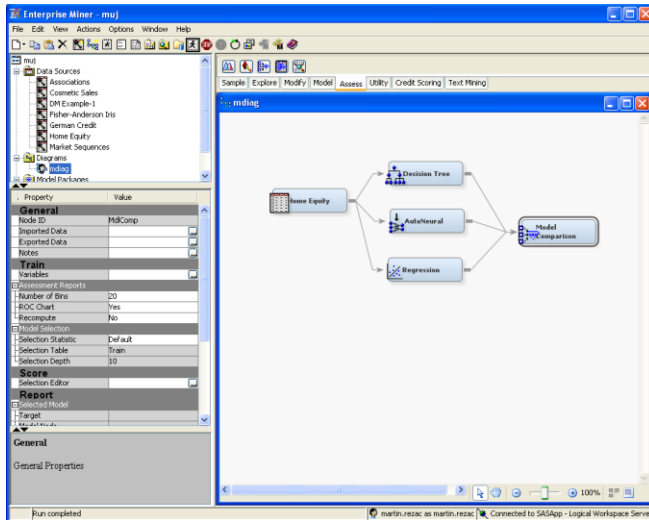 Enterprise Miner - muj
File Edit View Actions Options Window Help
muj
Data Sources
Associations
Cosmetic Sales
DM Example-1
Fisher-Anderson Iris
German Credit
Home Equity
Market Sequences
Diagrams
mdiag
Model Packages
Property Value
General
Node ID MdlComp
Imported Data
Exported Data
Notes
Train
Variables
Assessment Reports
Number of Bins 20
ROC Chart Yes
Recompute No
Model Selection
Selection Statistic Default
Selection Table Train
Selection Depth 10
Score
Selection Editor
Report
Selected Model
Target
Model Node
General
General Properties
Run completed
Sample Explore Modify Model Assess Utility Credit Scoring Text Mining
mdiag
Decision Tree
Home Equity
AutoNeural
Model Comparison
Regression
100%
martin.rezac as martin.rezac
Connected to SASApp - Logical Workspace Serve